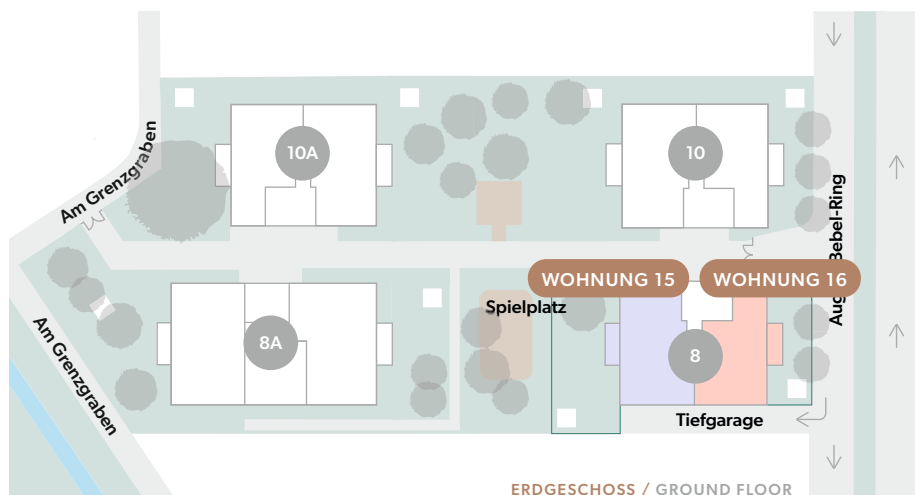 Am Grenzgraben
10A
10
WOHNUNG 15
WOHNUNG 16
Spielplatz
8A
8
Am Grenzgraben
Tiefgarage
ERDGESCHOSS / GROUND FLOOR